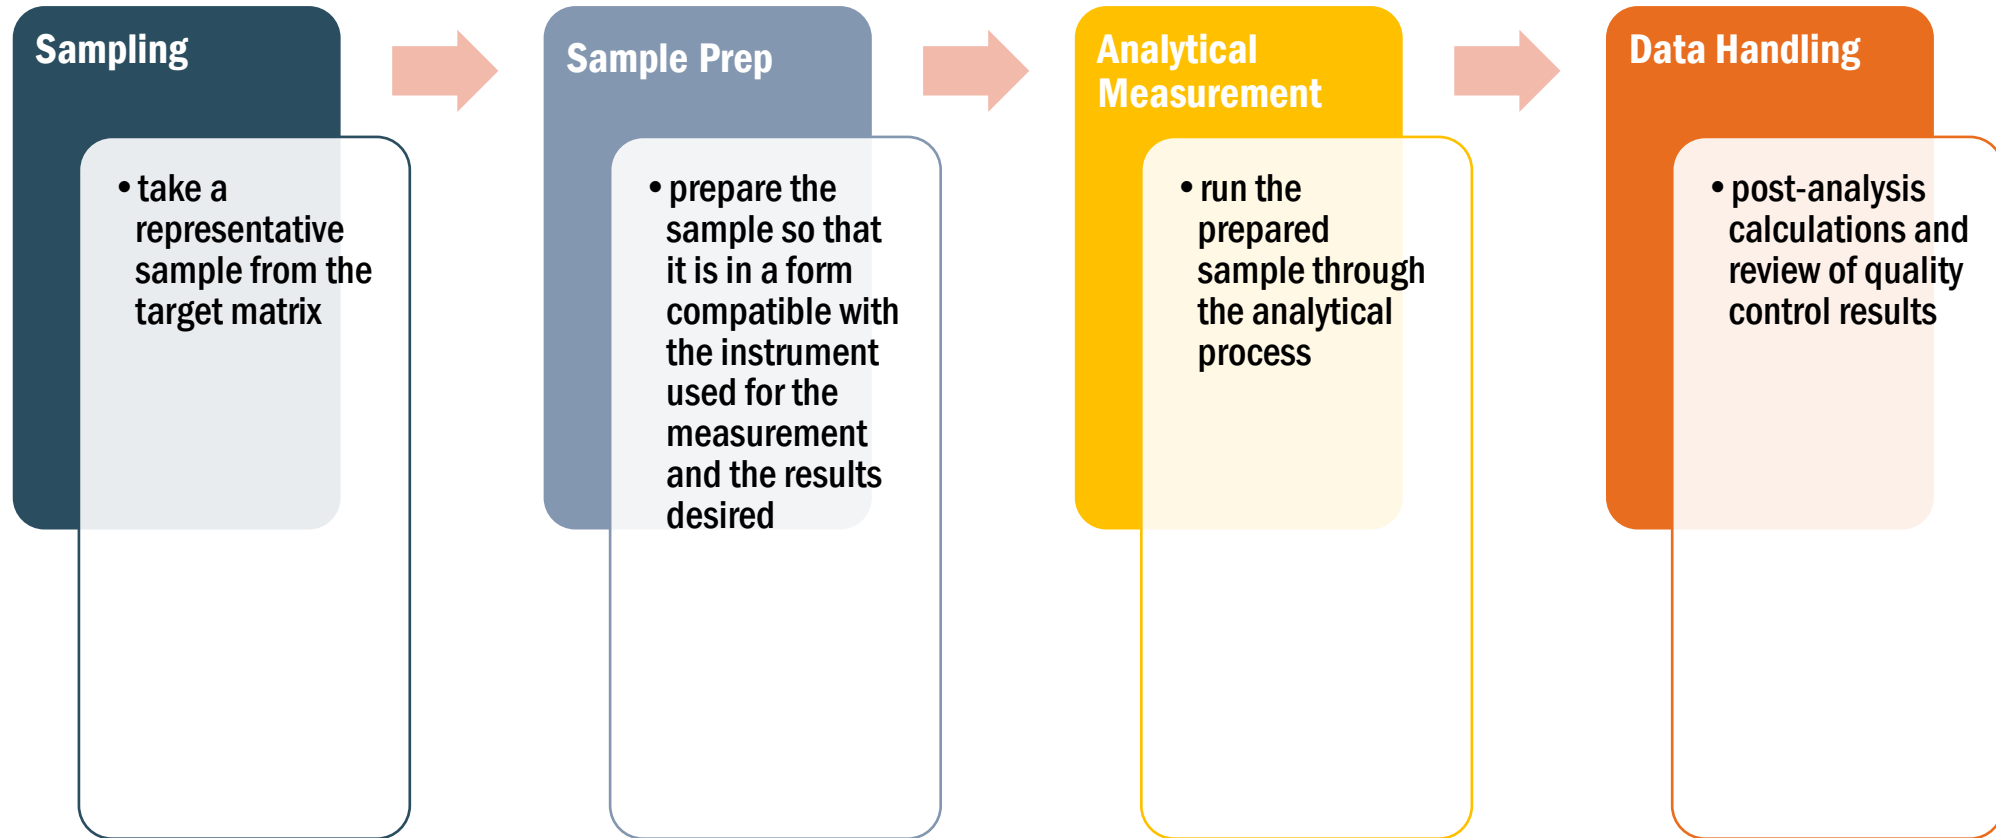 Sampling
• take a
representative
sample from the
target matrix
Sample Prep
• prepare the
sample so that
it is in a form
compatible with
the instrument
used for the
measurement
and the results
desired
Analytical
Measurement
• run the
prepared
sample through
the analytical
process
Data Handling
• post-analysis
calculations and
review of quality
control results